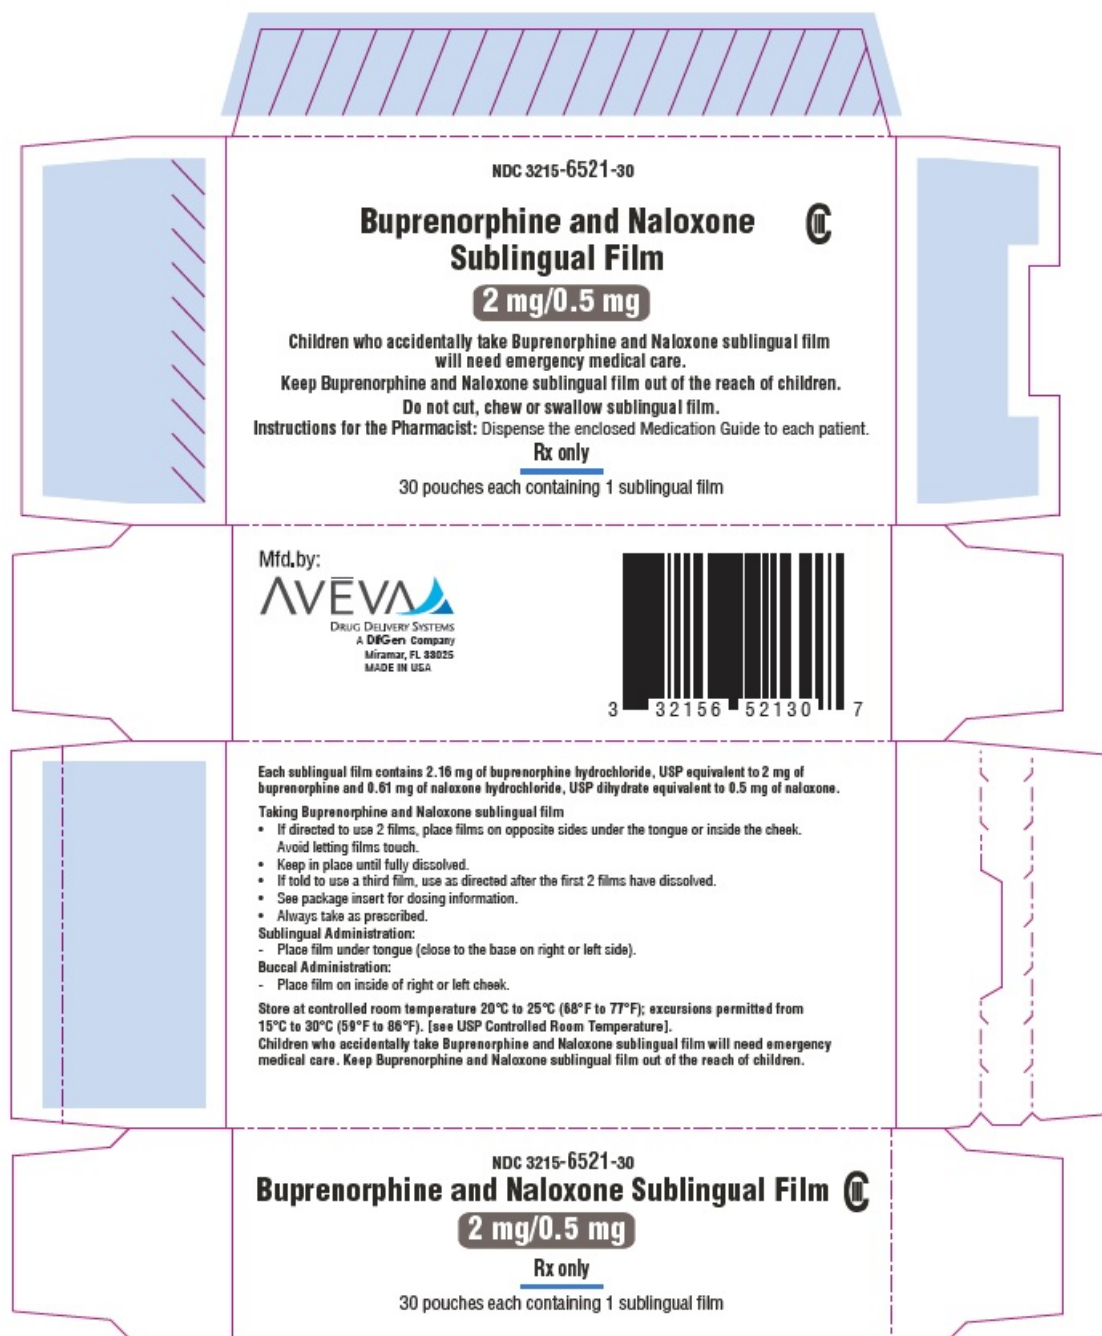 NDC 3215-6521-30
Buprenorphine and Naloxone
Sublingual Film
CIII
2 mg/0.5 mg
Children who accidentally take Buprenorphine and Naloxone sublingual film
will need emergency medical care.
Keep Buprenorphine and Naloxone sublingual film out of the reach of children.
Do not cut, chew or swallow sublingual film.
Instructions for the Pharmacist: Dispense the enclosed Medication Guide to each patient.
Rx only
30 pouches each containing 1 sublingual film
Mfd.by:
AVĒVA
DRUG DELIVERY SYSTEMS
A DifGen Company
Miramar, FL 33025
MADE IN USA
3 32156 52130 7
Each sublingual film contains 2.16 mg of buprenorphine hydrochloride, USP equivalent to 2 mg of
buprenorphine and 0.61 mg of naloxone hydrochloride, USP dihydrate equivalent to 0.5 mg of naloxone.
Taking Buprenorphine and Naloxone sublingual film
• If directed to use 2 films, place films on opposite sides under the tongue or inside the cheek.
Avoid letting films touch.
• Keep in place until fully dissolved.
• If told to use a third film, use as directed after the first 2 films have dissolved.
• See package insert for dosing information.
• Always take as prescribed.
Sublingual Administration:
- Place film under tongue (close to the base on right or left side).
Buccal Administration:
- Place film on inside of right or left cheek.
Store at controlled room temperature 20°C to 25°C (68°F to 77°F); excursions permitted from
15°C to 30°C (59°F to 86°F). [see USP Controlled Room Temperature].
Children who accidentally take Buprenorphine and Naloxone sublingual film will need emergency
medical care. Keep Buprenorphine and Naloxone sublingual film out of the reach of children.
NDC 3215-6521-30
Buprenorphine and Naloxone Sublingual Film CIII
2 mg/0.5 mg
Rx only
30 pouches each containing 1 sublingual film